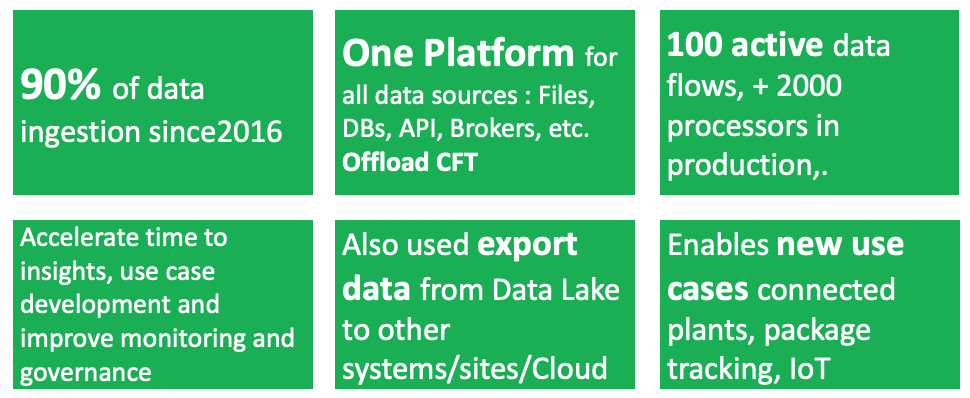 90% of data
ingestion since2016
One Platform for
all data sources : Files,
DBs, API, Brokers, etc.
Offload CFT
100 active data
flows, + 2000
processors in
production,.
Accelerate time to
insights, use case
development and
improve monitoring and
governance
Also used export
data from Data Lake
to other
systems/sites/Cloud
Enables new use
cases connected
plants, package
tracking, IoT